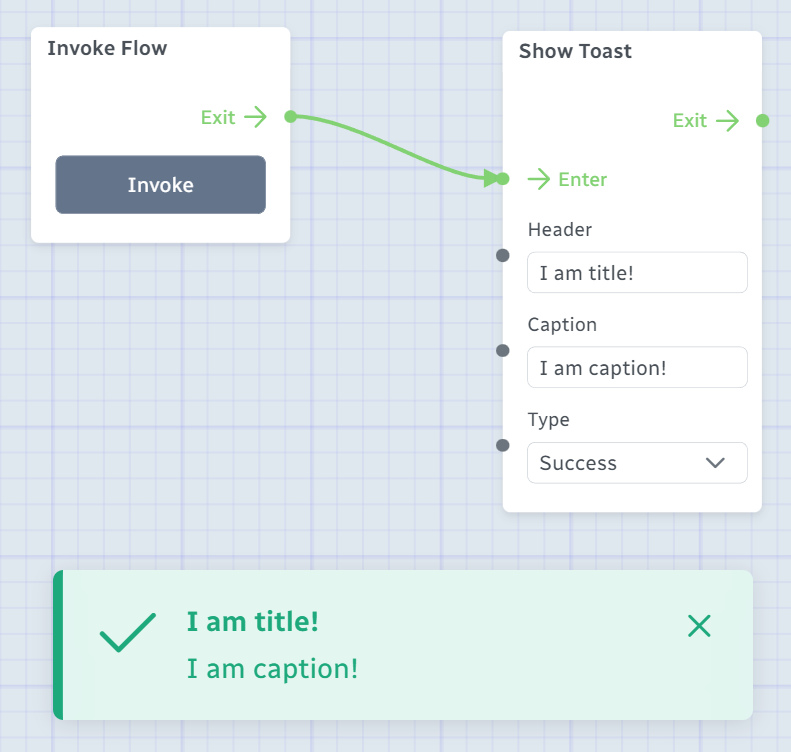 Invoke Flow
Exit
Invoke
Show Toast
Exit
Enter
Header
I am title!
Caption
I am caption!
Type
Success
I am title!
I am caption!